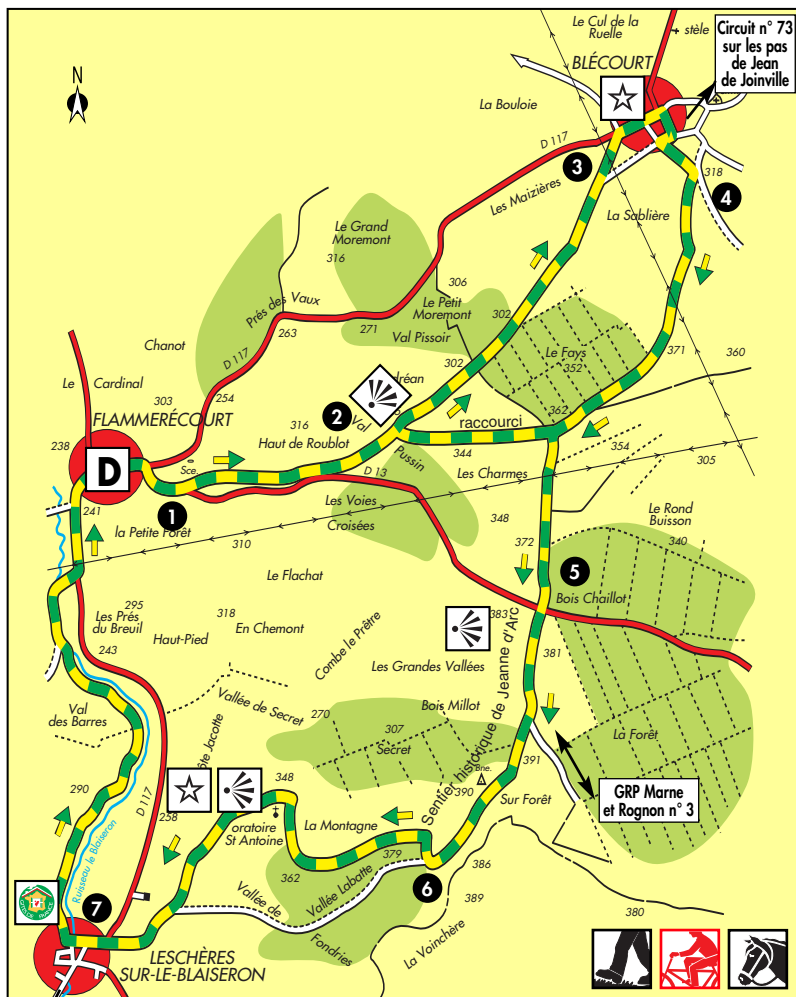 Le Cul de la
Ruelle
stèle
Circuit n° 73
sur les pas
de Jean
de Joinville
BLÉCOURT
N
La Bouloie
D 117
3
318
4
Les Maizières
La Sablière
Le Grand
Moremont
316
306
Le Petit
Moremont
302
Prés des Vaux
263
271
Val Pissoir
Le Fays
352
371
360
Chanot
D 117
302
Le Cardinal
303
254
362
FLAMMERÉCOURT
2
Val
316
raccourci
238
D
Haut de Roublot
344
354
Sce.
Pussin
305
D 13
Les Charmes
1
Les Voies
Croisées
348
Le Rond
Buisson
241
la Petite Forêt
310
372
340
5
Le Flachat
Bois Chaillot
295
Les Prés
du Breuil
318
En Chemont
383
243
Haut-Pied
Combe le Prêtre
381
Les Grandes Vallées
Val
des Barres
Vallée de Secret
270
Bois Millot
307
Secret
Sentier historique de Jeanne d'Arc
La Forêt
Bne.
391
390
290
348
Sur Forêt
GRP Marne
et Rognon n° 3
D 117
258
oratoire
St Antoine
La Montagne
379
362
Vallée Labatte
386
6
389
Ruisseau le Blaiseron
Vallée de
Fondries
La Voinchère
380
7
LESCHÈRES
SUR-LE-BLAISERON